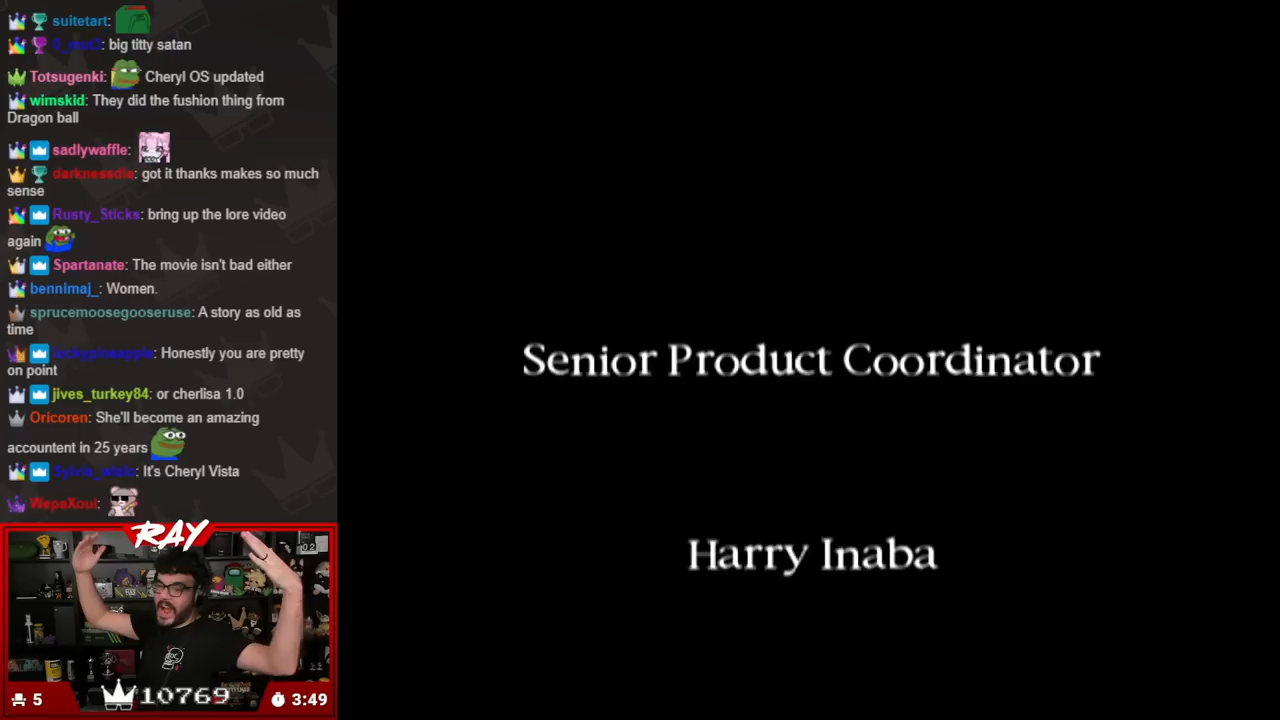 suitetart:
big titty satan
Totsugenki: Cheryl OS updated
wimskid: They did the fushion thing from
Dragon ball
sadlywaffle:
darknessdie: got it thanks makes so much
sense
Rusty_Sticks: bring up the lore video
again
Spartanate: The movie isn't bad either
bennimaj_: Women.
sprucemoosegooseruse: A story as old as
time
luckypineapple: Honestly you are pretty
on point
jives_turkey84: or cherlisa 1.0
Oricoren: She'll become an amazing
accountent in 25 years
It's Cheryl Vista
WepaXoui:
RAY
5
10769
3:49
Senior Product Coordinator
Harry Inaba